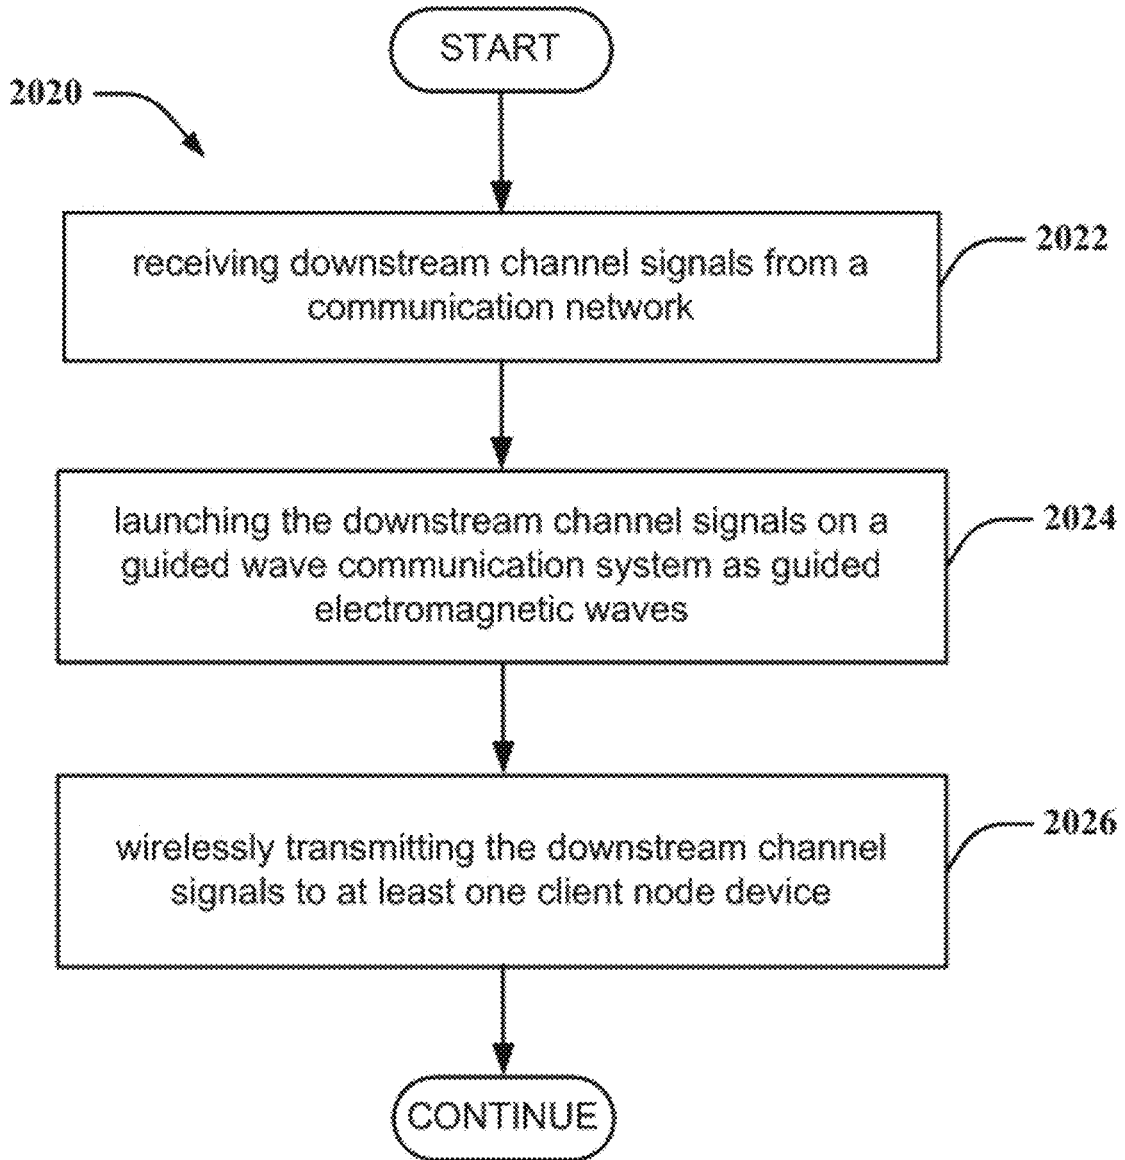 START
2020
receiving downstream channel signals from a
communication network
2022
launching the downstream channel signals on a
guided wave communication system as guided
electromagnetic waves
2024
wirelessly transmitting the downstream channel
signals to at least one client node device
2026
CONTINUE